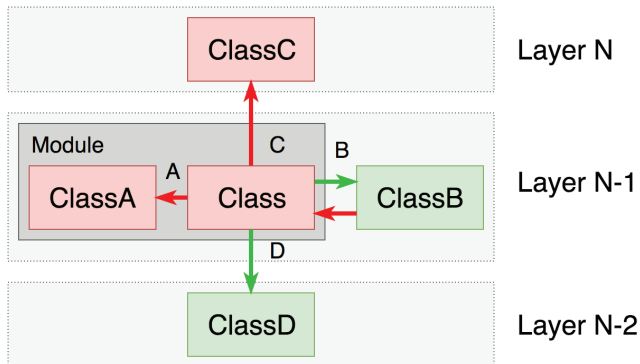 ClassC
Layer N
Module
C
B
A
ClassA
Class
ClassB
Layer N-1
D
ClassD
Layer N-2